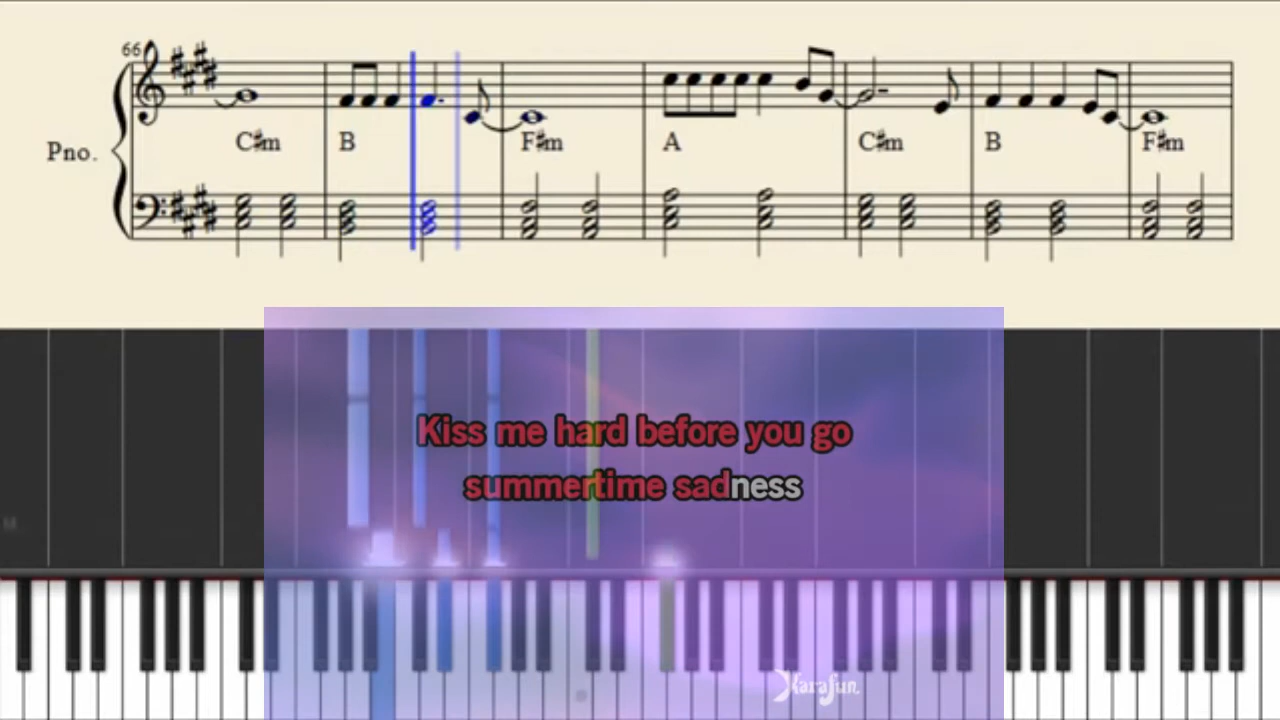 66
Pno.
C♯m B F♯m A C♯m B F♯m
Kiss me hard before you go
summertime sadness
Karafun